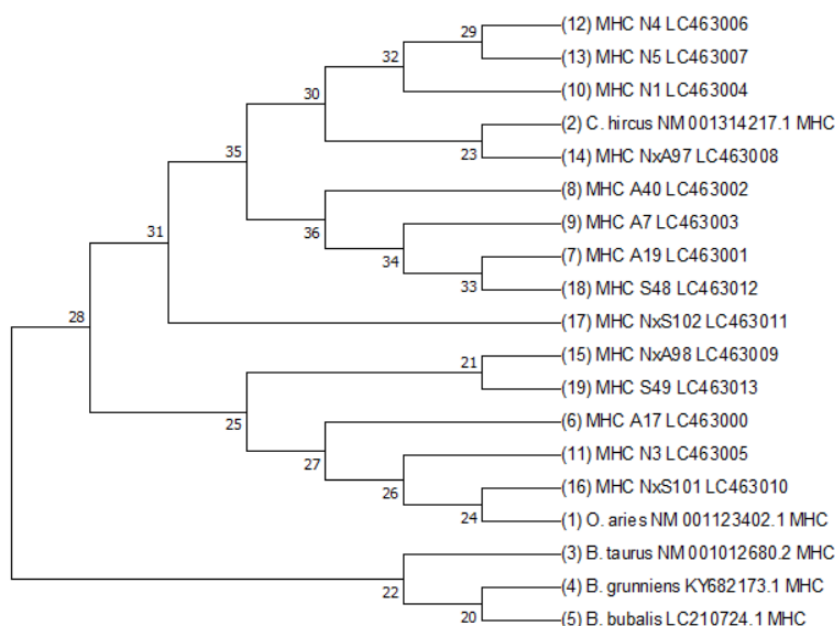 (12) MHC N4 LC463006
29
(13) MHC N5 LC463007
32
(10) MHC N1 LC463004
30
(2) C. hircus NM 001314217.1 MHC
23
(14) MHC NxA97 LC463008
35
(8) MHC A40 LC463002
36
(9) MHC A7 LC463003
34
(7) MHC A19 LC463001
33
(18) MHC S48 LC463012
31
(17) MHC NxS102 LC463011
28
(15) MHC NxA98 LC463009
21
(19) MHC S49 LC463013
25
(6) MHC A17 LC463000
27
(11) MHC N3 LC463005
26
(16) MHC NxS101 LC463010
24
(1) O. aries NM 001123402.1 MHC
(3) B. taurus NM 001012680.2 MHC
22
(4) B. grunniens KY682173.1 MHC
20
(5) B. bubalis LC210724.1 MHC